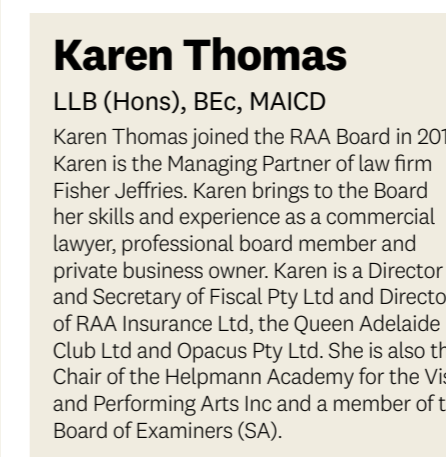 Karen Thomas
LLB (Hons), BEc, MAICD
Karen Thomas joined the RAA Board in
Karen is the Managing Partner of law firm
Fisher Jeffries. Karen brings to the Board
her skills and experience as a commercial
lawyer, professional board member and
private business owner. Karen is a Director
and Secretary of Fiscal Pty Ltd and
of RAA Insurance Ltd, the Queen Adelaide
Club Ltd and Opacus Pty Ltd. She is also
Chair of the Helpmann Academy for the
and Performing Arts Inc and a member of
Board of Examiners (SA).